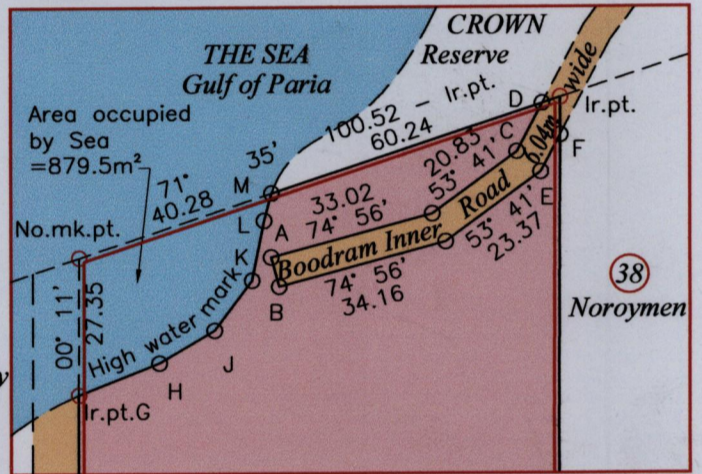 CROWN
Reserve
THE SEA
Gulf of Paria
wide
Area occupied
by Sea
=879.5m²
100.52 – Ir.pt.
60.24
D
Ir.pt.
35'
71°
40.28
M
20.83
53° 41'
C
6.04m
F
No.mk.pt.
L
33.02
74° 56'
A
Road
E
K
Boodram Inner
53° 41'
23.37
38
Noroymen
B
74° 56'
34.16
00° 11'
27.35
High water mark
J
H
Ir.pt.G
y